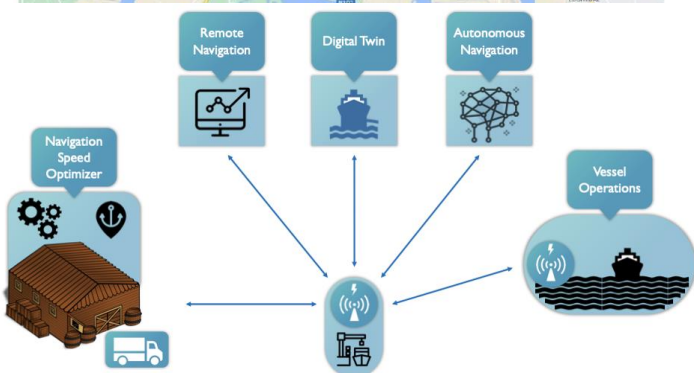 Remote
Navigation
Digital Twin
Autonomous
Navigation
Navigation
Speed
Optimizer
Vessel
Operations